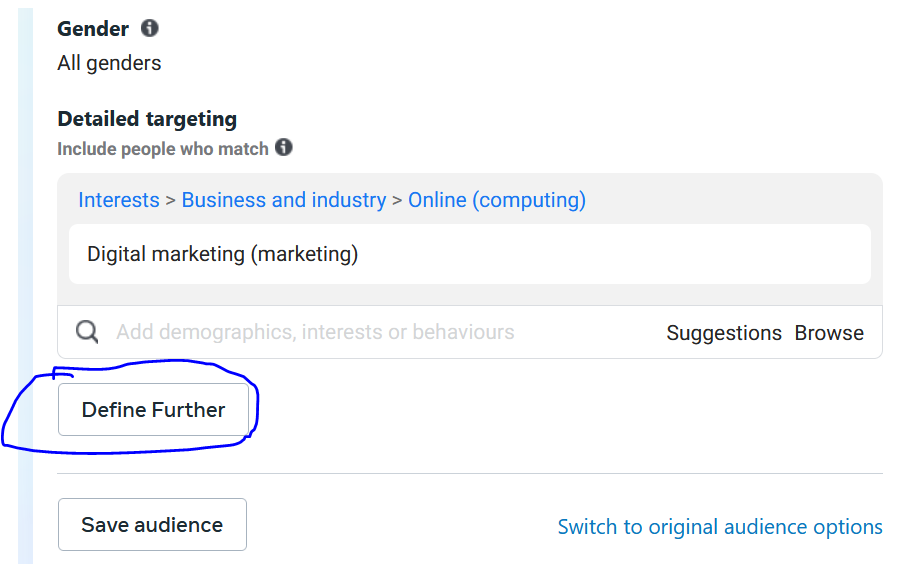 Gender
All genders
Detailed targeting
Include people who match
Interests > Business and industry > Online (computing)
Digital marketing (marketing)
Add demographics, interests or behaviours Suggestions Browse
Define Further
Save audience Switch to original audience options